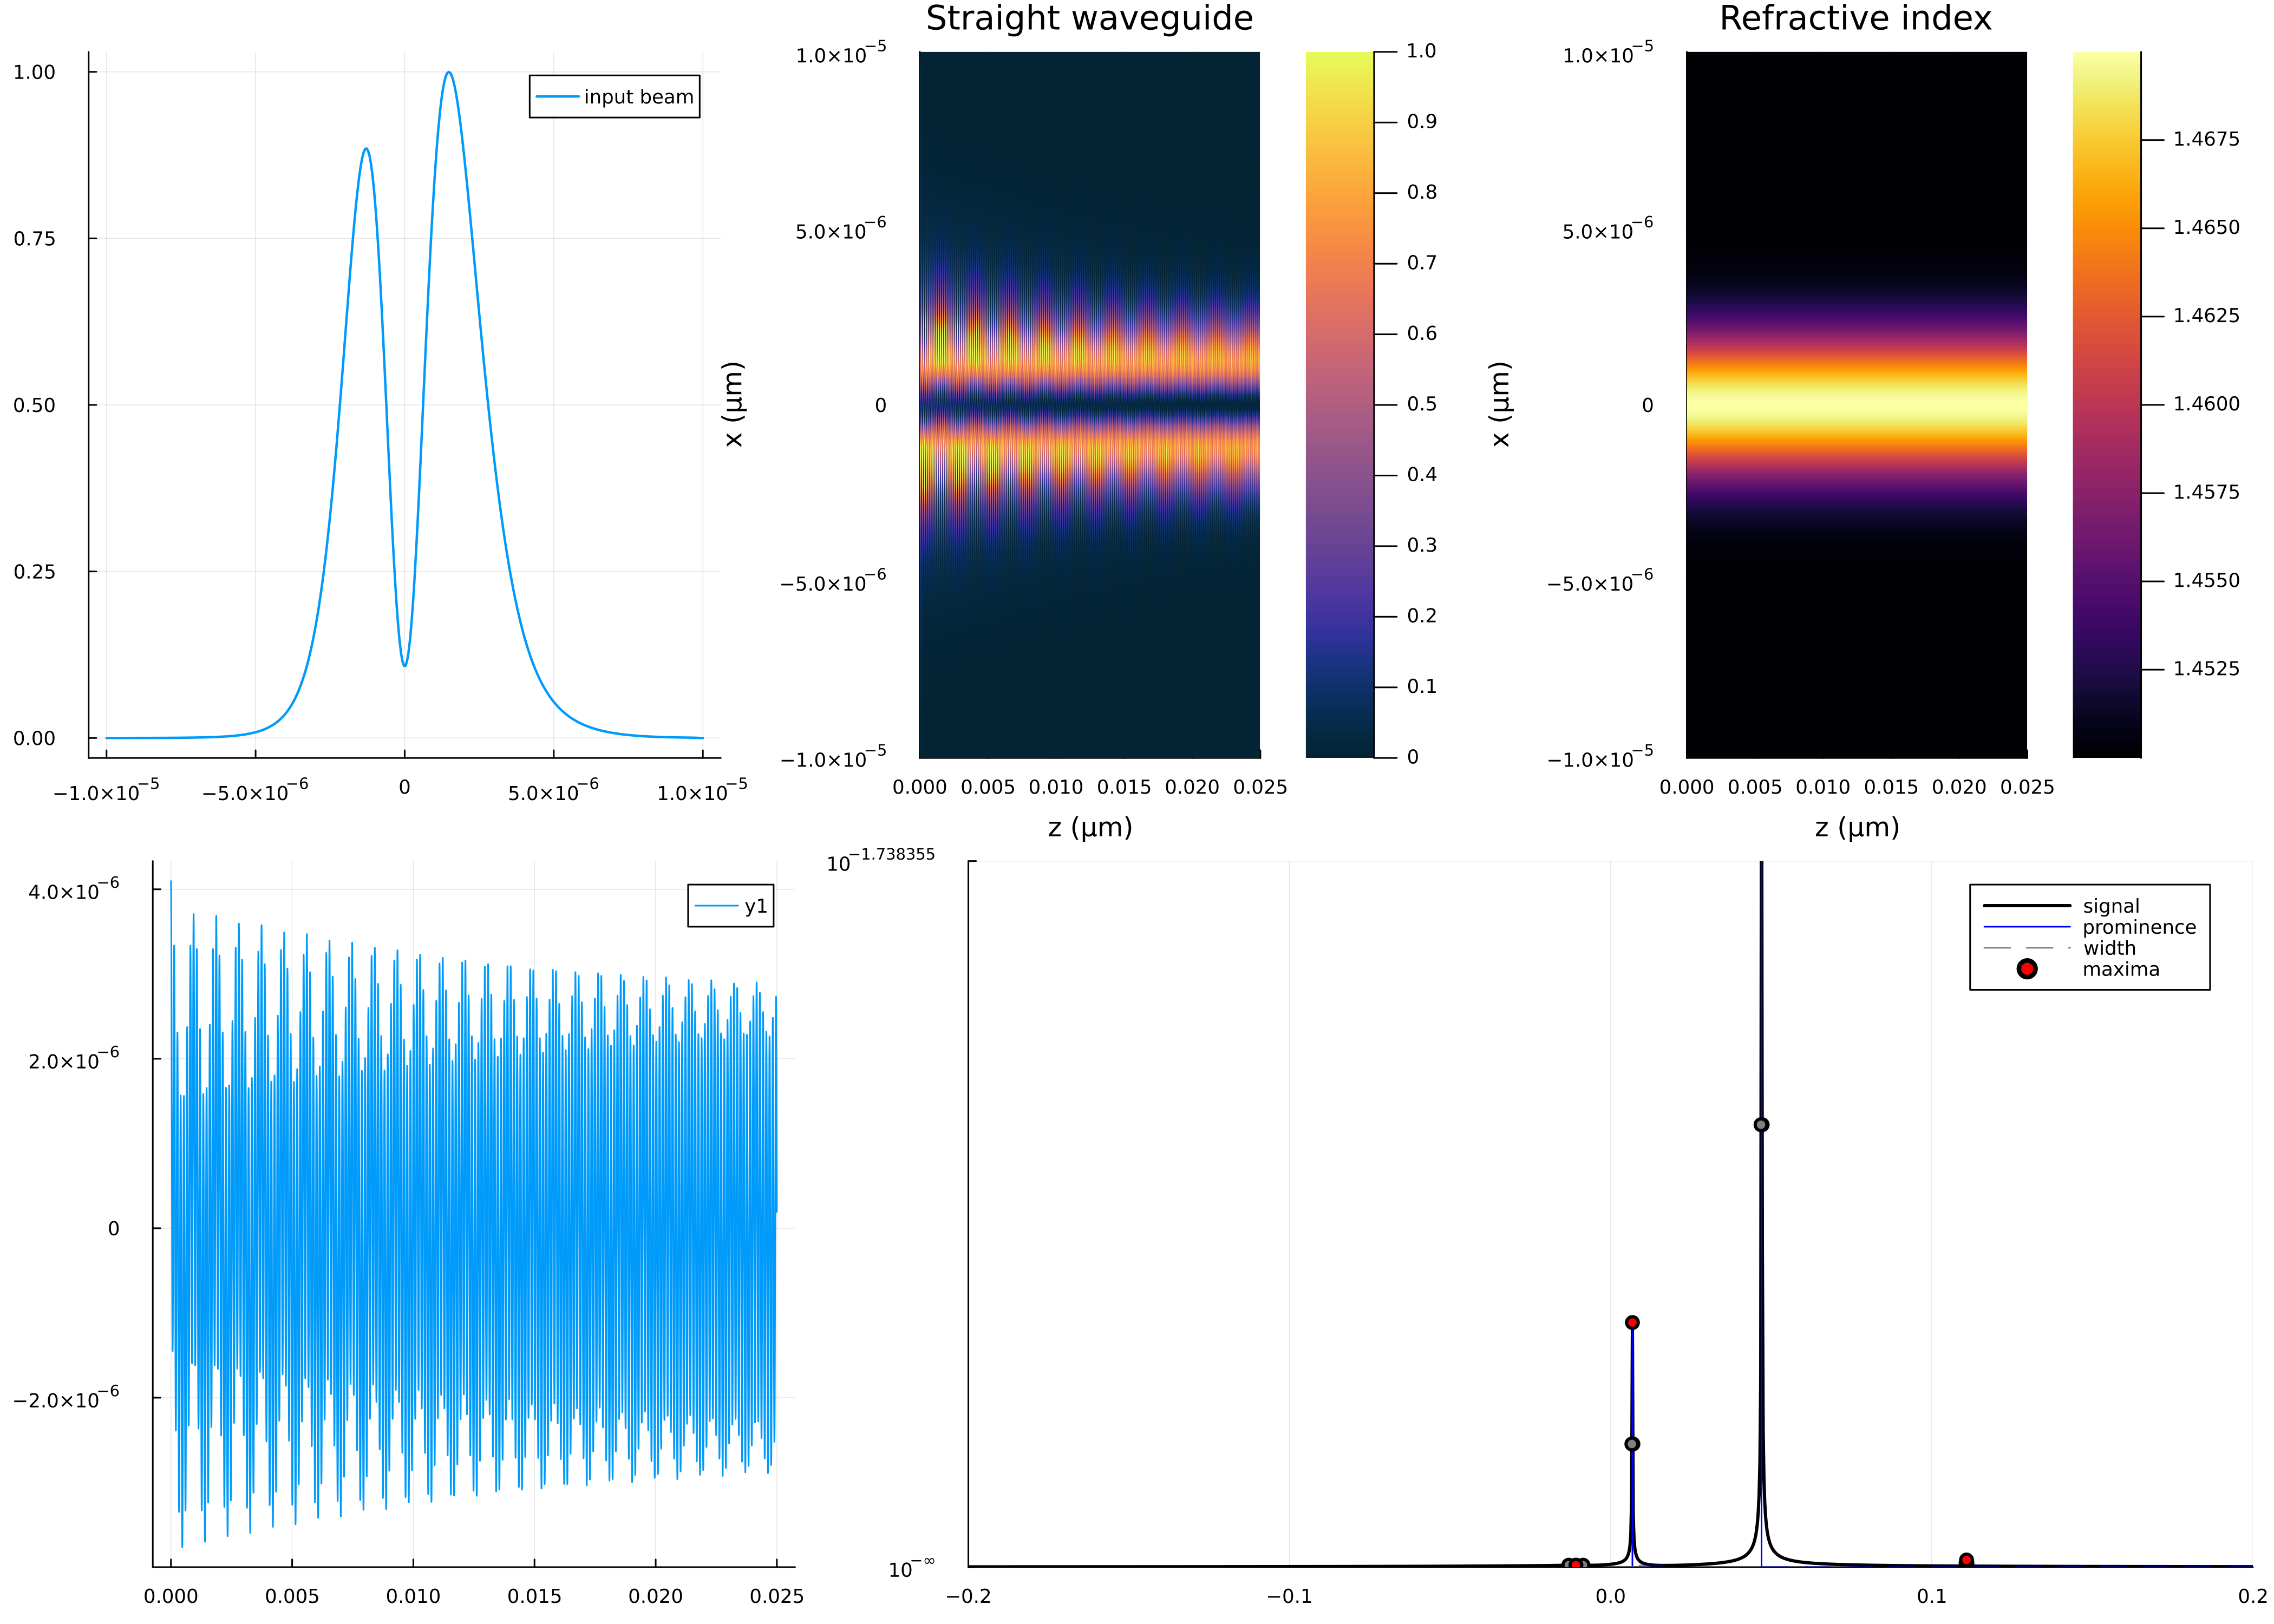 1.00
0.75
0.50
0.25
0.00
input beam
−1.0×10⁻⁵
−5.0×10⁻⁶
0
5.0×10⁻⁶
1.0×10⁻⁵
Straight waveguide
x (μm)
1.0×10⁻⁵
5.0×10⁻⁶
0
−5.0×10⁻⁶
−1.0×10⁻⁵
0.000 0.005 0.010 0.015 0.020 0.025
z (μm)
1.0
0.9
0.8
0.7
0.6
0.5
0.4
0.3
0.2
0.1
0
Refractive index
x (μm)
1.0×10⁻⁵
5.0×10⁻⁶
0
−5.0×10⁻⁶
−1.0×10⁻⁵
0.000 0.005 0.010 0.015 0.020 0.025
z (μm)
1.4675
1.4650
1.4625
1.4600
1.4575
1.4550
1.4525
4.0×10⁻⁶
2.0×10⁻⁶
0
−2.0×10⁻⁶
y1
0.000 0.005 0.010 0.015 0.020 0.025
10^−1.738355
10^−∞
signal
prominence
width
maxima
−0.2 −0.1 0.0 0.1 0.2